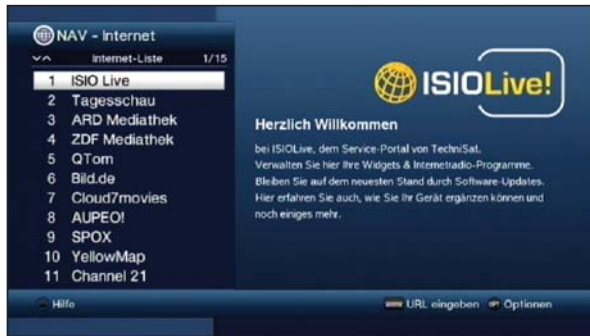 NAV - Internet
Internet-Liste 1/15
1 ISIO Live
2 Tagesschau
3 ARD Mediathek
4 ZDF Mediathek
5 QTom
6 Bild.de
7 Cloud7movies
8 AUPEO!
9 SPOX
10 YellowMap
11 Channel 21
ISIOLive!
Herzlich Willkommen
bei ISIOLive, dem Service-Portal von TechniSat.
Verwalten Sie hier Ihre Widgets & Internetradio-Programme.
Bleiben Sie auf dem neuesten Stand durch Software-Updates.
Hier erfahren Sie auch, wie Sie Ihr Gerät ergänzen können und
noch einiges mehr.
Hilfe
URL eingeben Optionen